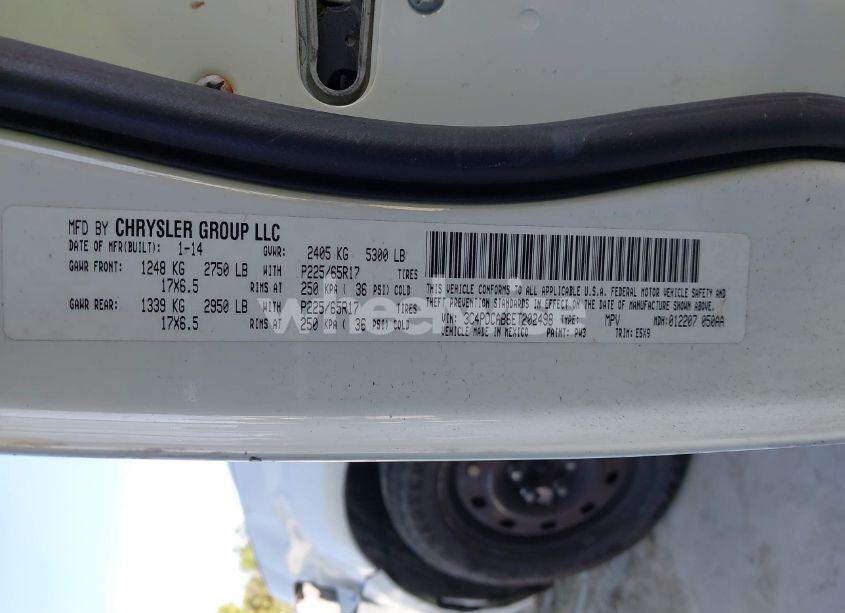 MFD BY CHRYSLER GROUP LLC
DATE OF MFR(BUILT): 1-14 GVWR: 2405 KG 5300 LB
GAWR FRONT: 1248 KG 2750 LB WITH P225/65R17 TIRES
17X6.5 RIMS AT 250 KPA ( 36 PSI) COLD
GAWR REAR: 1339 KG 2950 LB WITH P225/65R17 TIRES
17X6.5 RIMS AT 250 KPA ( 36 PSI) COLD
THIS VEHICLE CONFORMS TO ALL APPLICABLE U.S.A. FEDERAL MOTOR VEHICLE SAFETY AND
THEFT PREVENTION STANDARDS IN EFFECT ON THE DATE OF MANUFACTURE SHOWN ABOVE.
VIN: 3C4PDCAB6ET202498 TYPE: MPV MDH: 012207 050AA
VEHICLE MADE IN MEXICO PAINT: PW3 TRIM: E5X9